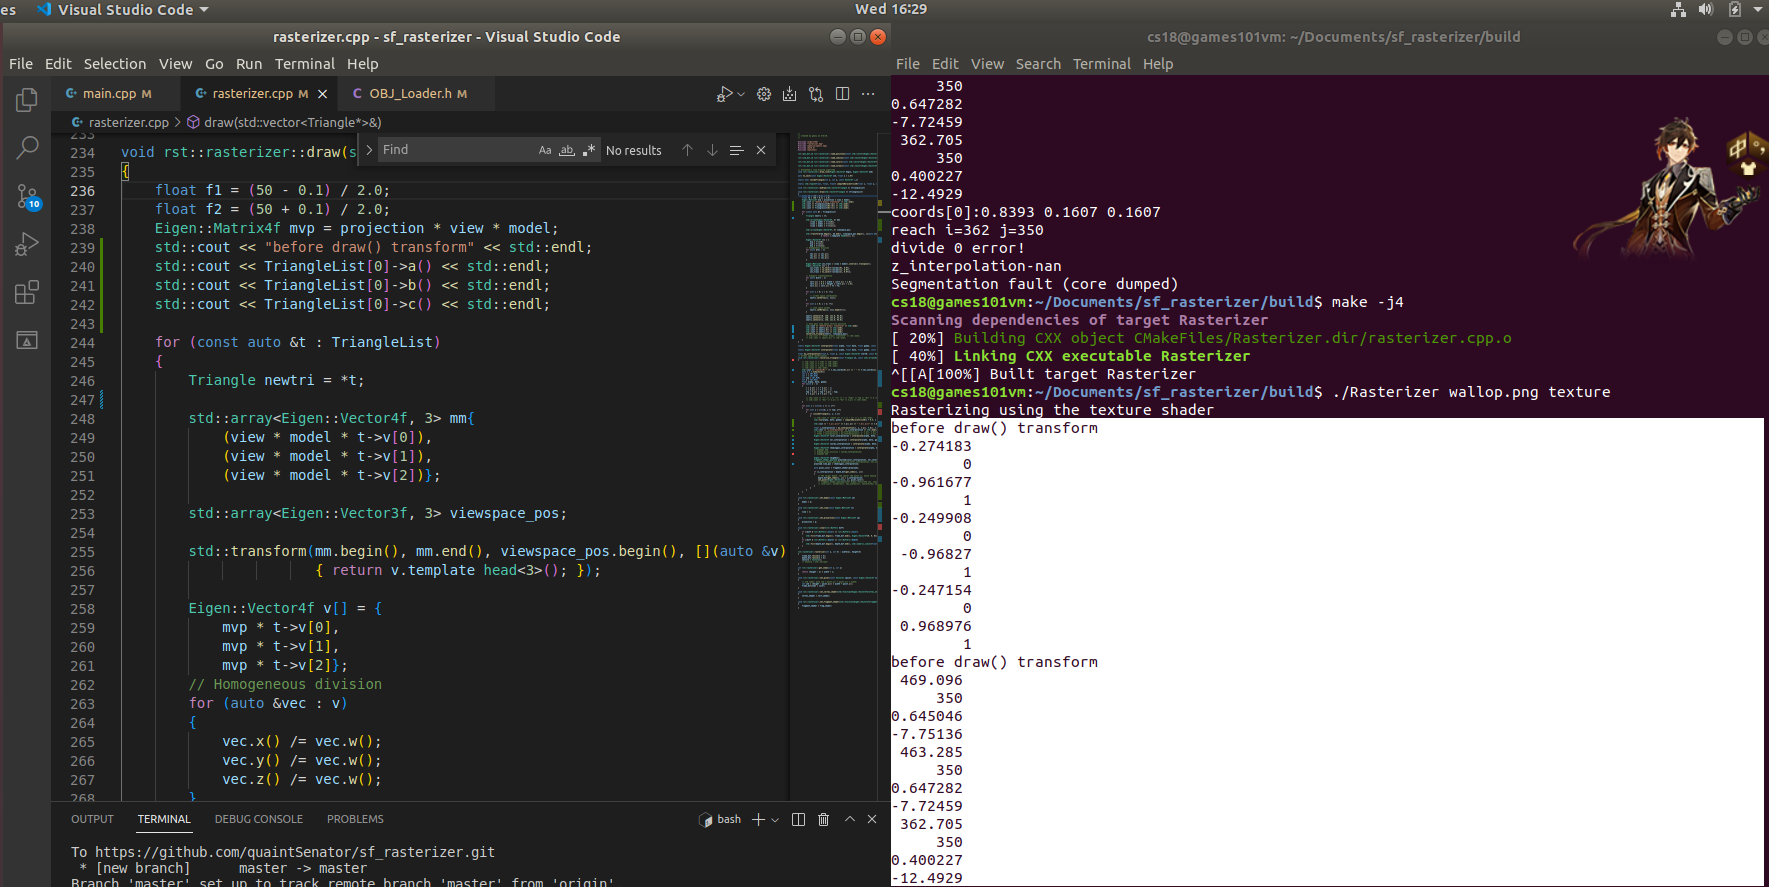 es Visual Studio Code
Wed 16:29
rasterizer.cpp - sf_rasterizer - Visual Studio Code
File Edit Selection View Go Run Terminal Help
main.cpp M
rasterizer.cpp M
OBJ_Loader.h M
rasterizer.cpp > draw(std::vector<Triangle*>&)
Find
Aa
ab
No results
10
233
234 void rst::rasterizer::draw(s
235 {
236 float f1 = (50 - 0.1) / 2.0;
237 float f2 = (50 + 0.1) / 2.0;
238 Eigen::Matrix4f mvp = projection * view * model;
239 std::cout << "before draw() transform" << std::endl;
240 std::cout << TriangleList[0]->a() << std::endl;
241 std::cout << TriangleList[0]->b() << std::endl;
242 std::cout << TriangleList[0]->c() << std::endl;
243
244 for (const auto &t : TriangleList)
245 {
246 Triangle newtri = *t;
247
248 std::array<Eigen::Vector4f, 3> mm{
249 (view * model * t->v[0]),
250 (view * model * t->v[1]),
251 (view * model * t->v[2])};
252
253 std::array<Eigen::Vector3f, 3> viewspace_pos;
254
255 std::transform(mm.begin(), mm.end(), viewspace_pos.begin(), [](auto &v)
256 { return v.template head<3>(); });
257
258 Eigen::Vector4f v[] = {
259 mvp * t->v[0],
260 mvp * t->v[1],
261 mvp * t->v[2]};
262 // Homogeneous division
263 for (auto &vec : v)
264 {
265 vec.x() /= vec.w();
266 vec.y() /= vec.w();
267 vec.z() /= vec.w();
268 }
OUTPUT TERMINAL DEBUG CONSOLE PROBLEMS
bash
To https://github.com/quaintSenator/sf_rasterizer.git
* [new branch] master -> master
Branch 'master' set up to track remote branch 'master' from 'origin'
cs18@games101vm: ~/Documents/sf_rasterizer/build
File Edit View Search Terminal Help
350
0.647282
-7.72459
362.705
350
0.400227
-12.4929
coords[0]:0.8393 0.1607 0.1607
reach i=362 j=350
divide 0 error!
z_interpolation-nan
Segmentation fault (core dumped)
cs18@games101vm:~/Documents/sf_rasterizer/build$ make -j4
Scanning dependencies of target Rasterizer
[ 20%] Building CXX object CMakeFiles/Rasterizer.dir/rasterizer.cpp.o
[ 40%] Linking CXX executable Rasterizer
^[[A[100%] Built target Rasterizer
cs18@games101vm:~/Documents/sf_rasterizer/build$ ./Rasterizer wallop.png texture
Rasterizing using the texture shader
before draw() transform
-0.274183
0
-0.961677
1
-0.249908
0
-0.96827
1
-0.247154
0
0.968976
1
before draw() transform
469.096
350
0.645046
-7.75136
463.285
350
0.647282
-7.72459
362.705
350
0.400227
-12.4929
中